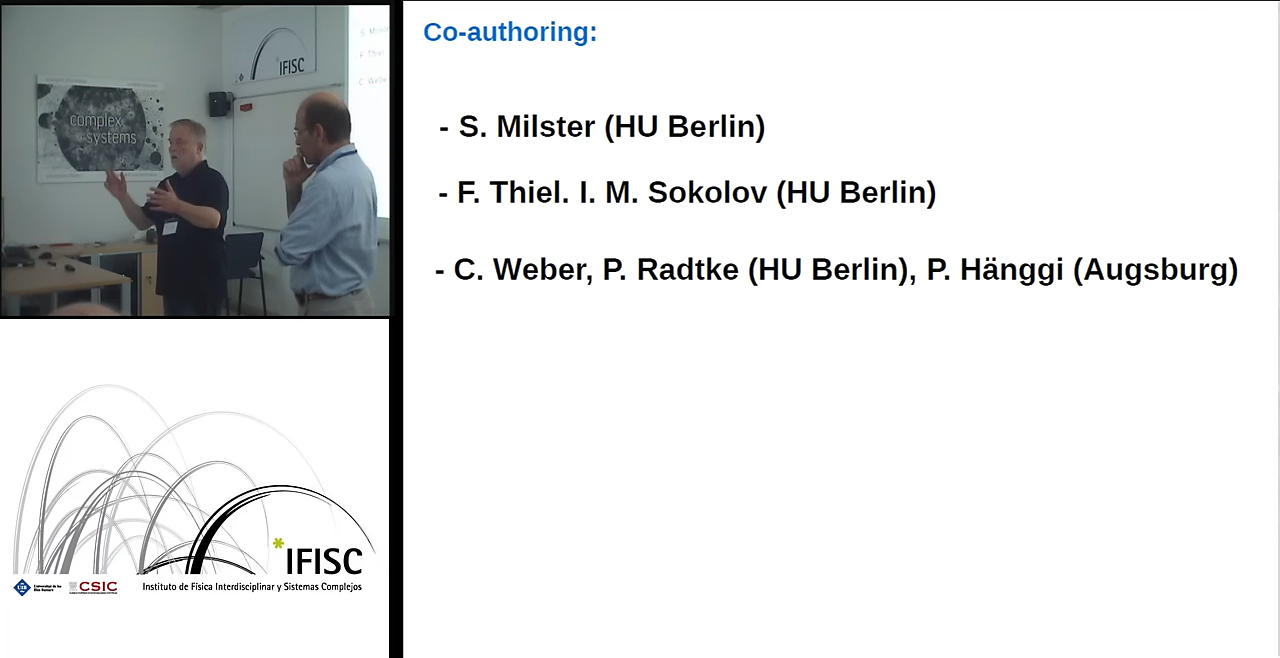 Co-authoring:
- S. Milster (HU Berlin)
- F. Thiel. I. M. Sokolov (HU Berlin)
- C. Weber, P. Radtke (HU Berlin), P. Hänggi (Augsburg)
IFISC
complex
systems
*IFISC
UIB
CSIC
Instituto de Física Interdisciplinar y Sistemas Complejos